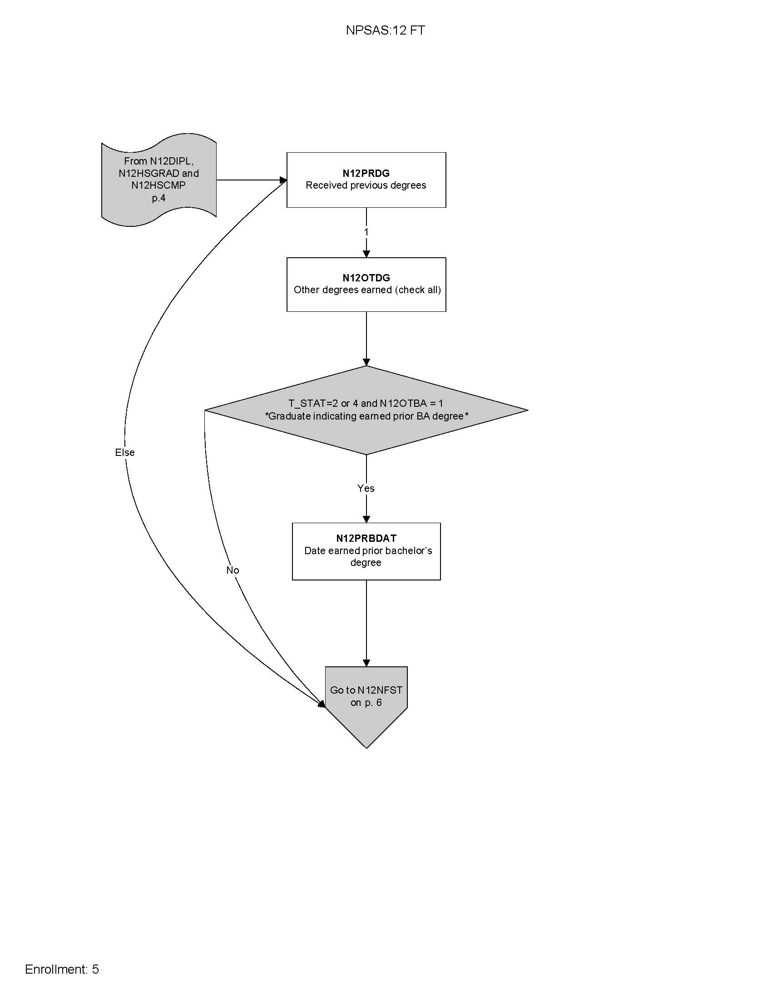 NPSAS:12 FT
From N12DIPL,
N12HSGRAD and
N12HSCMP
p.4
N12PRDG
Received previous degrees
1
N12OTDG
Other degrees earned (check all)
T_STAT=2 or 4 and N12OTBA = 1
*Graduate indicating earned prior BA degree*
Else
Yes
N12PRBDAT
Date earned prior bachelor’s
degree
No
Go to N12NFST
on p. 6
Enrollment: 5